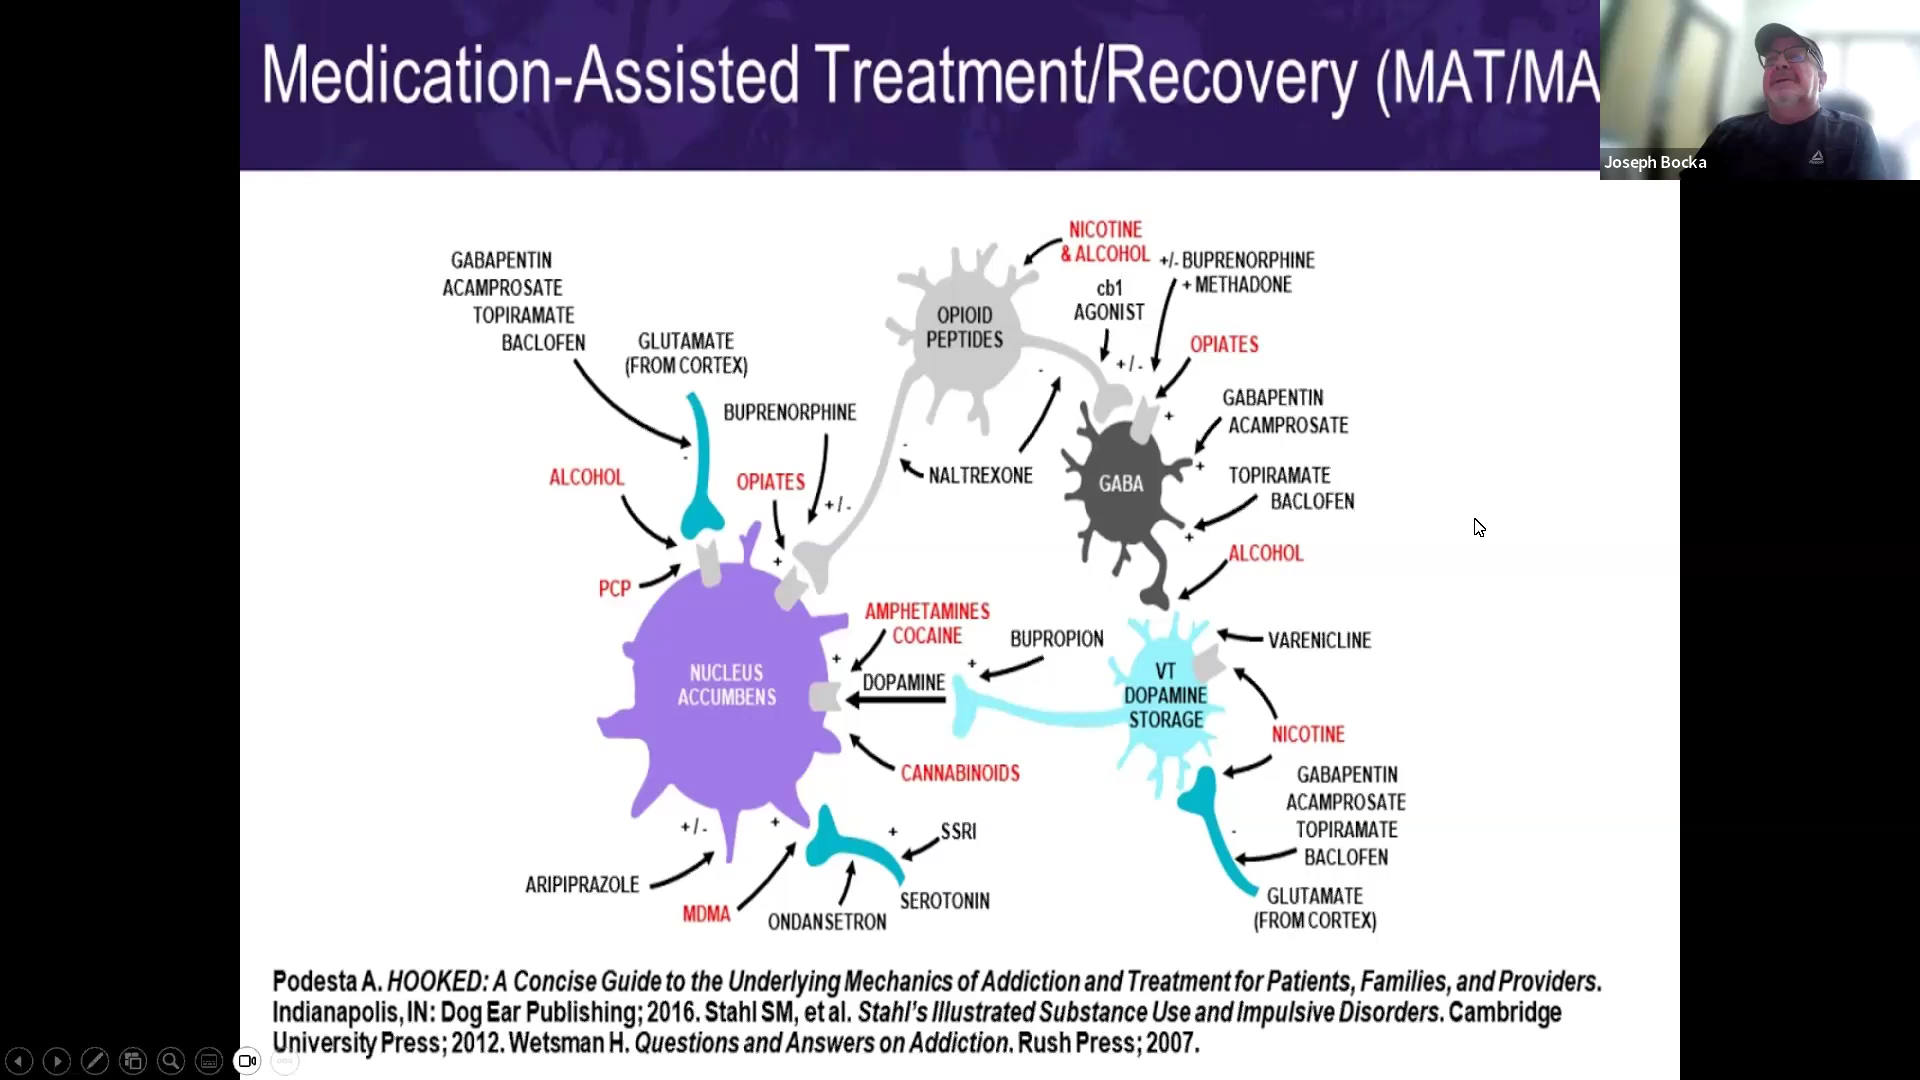 Medication-Assisted Treatment/Recovery (MAT/MA
Joseph Bocka
NICOTINE
& ALCOHOL
GABAPENTIN
ACAMPROSATE
TOPIRAMATE
BACLOFEN
GLUTAMATE
(FROM CORTEX)
OPIOID
PEPTIDES
cb1
AGONIST
+/- BUPRENORPHINE
+ METHADONE
+/-
OPIATES
-
BUPRENORPHINE
GABAPENTIN
ACAMPROSATE
+
-
-
ALCOHOL
OPIATES
NALTREXONE
GABA
+
TOPIRAMATE
BACLOFEN
+/-
+
+
ALCOHOL
PCP
AMPHETAMINES
COCAINE
BUPROPION
VARENICLINE
+
+
NUCLEUS
ACCUMBENS
DOPAMINE
VT
DOPAMINE
STORAGE
NICOTINE
CANNABINOIDS
GABAPENTIN
ACAMPROSATE
TOPIRAMATE
BACLOFEN
-
+/-
+
+
SSRI
ARIPIPRAZOLE
MDMA
ONDANSETRON
SEROTONIN
GLUTAMATE
(FROM CORTEX)
Podesta A. HOOKED: A Concise Guide to the Underlying Mechanics of Addiction and Treatment for Patients, Families, and Providers.
Indianapolis, IN: Dog Ear Publishing; 2016. Stahl SM, et al. Stahl's Illustrated Substance Use and Impulsive Disorders. Cambridge
University Press; 2012. Wetsman H. Questions and Answers on Addiction. Rush Press; 2007.